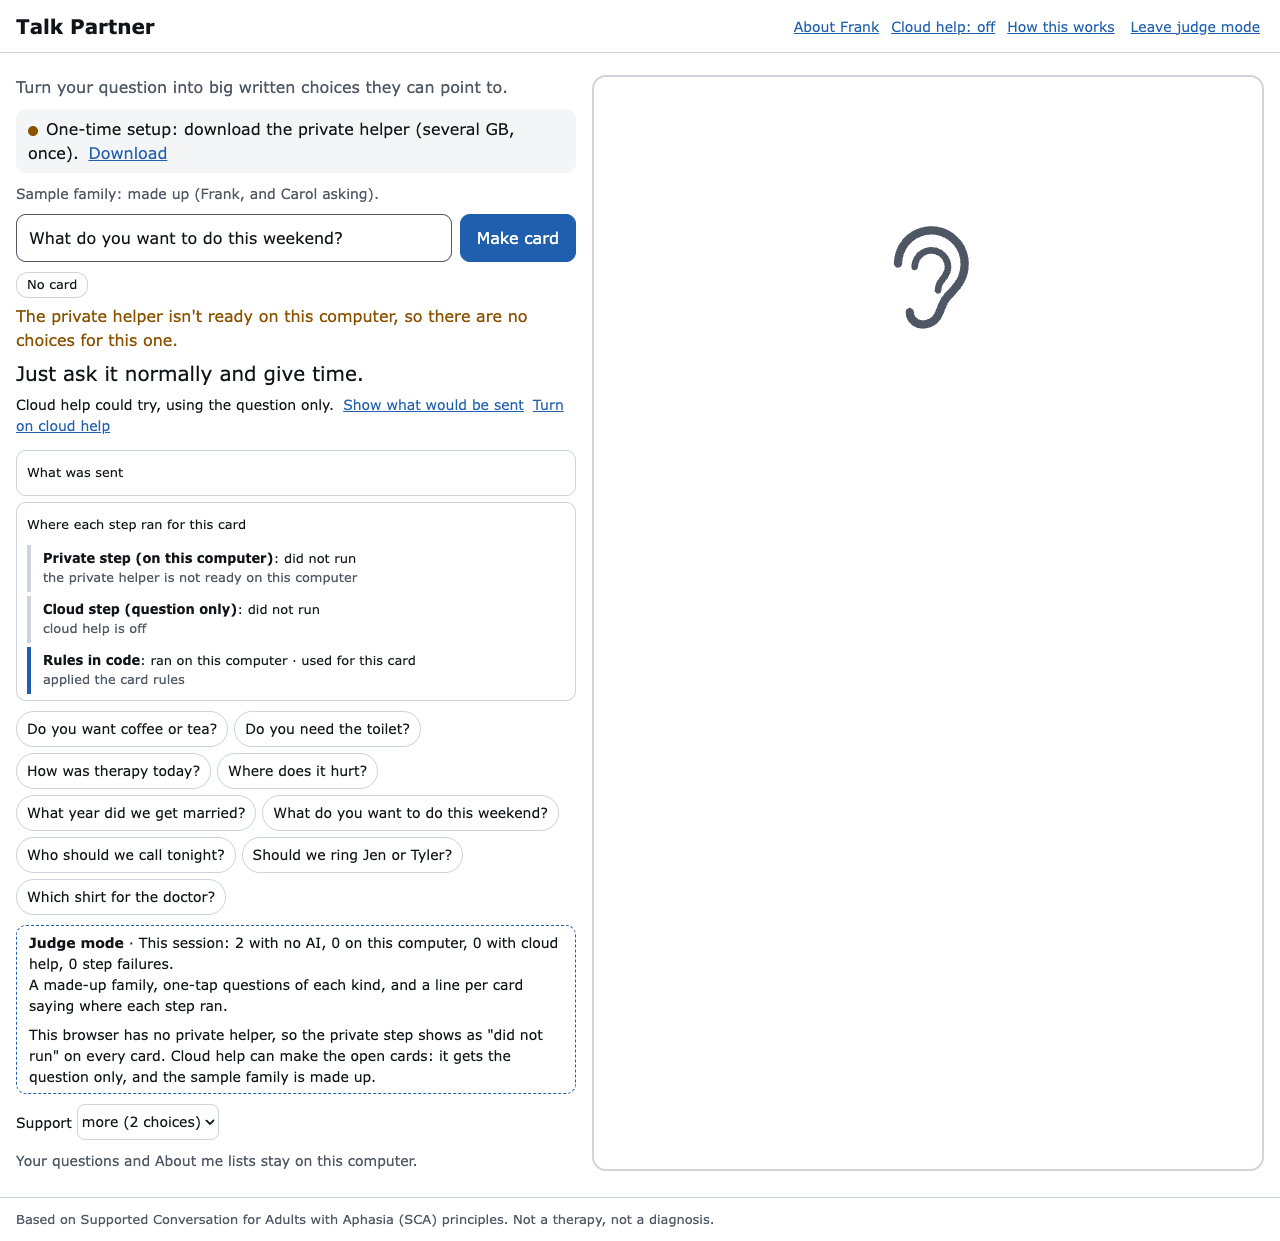 Talk Partner
About Frank Cloud help: off How this works Leave judge mode
Turn your question into big written choices they can point to.
One-time setup: download the private helper (several GB,
once). Download
Sample family: made up (Frank, and Carol asking).
What do you want to do this weekend?
Make card
No card
The private helper isn't ready on this computer, so there are no
choices for this one.
Just ask it normally and give time.
Cloud help could try, using the question only. Show what would be sent Turn
on cloud help
What was sent
Where each step ran for this card
Private step (on this computer): did not run
the private helper is not ready on this computer
Cloud step (question only): did not run
cloud help is off
Rules in code: ran on this computer · used for this card
applied the card rules
Do you want coffee or tea? Do you need the toilet?
How was therapy today? Where does it hurt?
What year did we get married? What do you want to do this weekend?
Who should we call tonight? Should we ring Jen or Tyler?
Which shirt for the doctor?
Judge mode · This session: 2 with no AI, 0 on this computer, 0 with cloud
help, 0 step failures.
A made-up family, one-tap questions of each kind, and a line per card
saying where each step ran.
This browser has no private helper, so the private step shows as "did not
run" on every card. Cloud help can make the open cards: it gets the
question only, and the sample family is made up.
Support more (2 choices)
Your questions and About me lists stay on this computer.
Based on Supported Conversation for Adults with Aphasia (SCA) principles. Not a therapy, not a diagnosis.